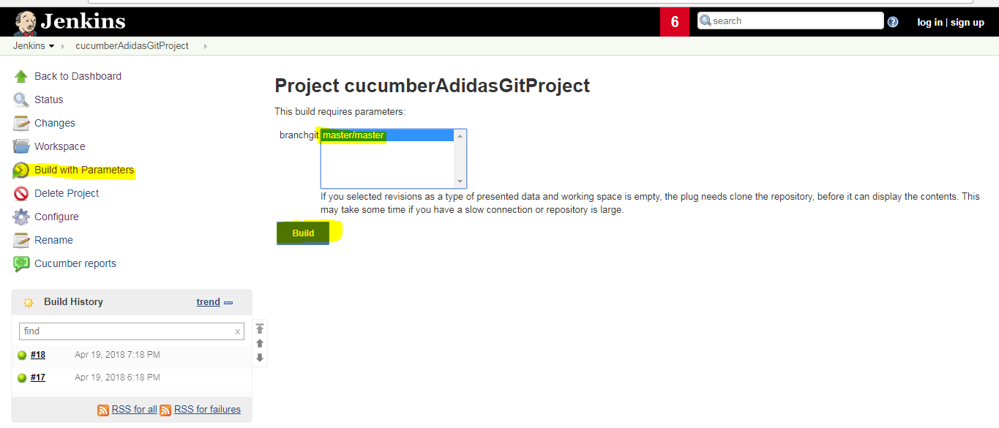 Jenkins
6
search
?
log in | sign up
Jenkins
cucumberAdidasGitProject
Back to Dashboard
Status
Changes
Workspace
Build with Parameters
Delete Project
Configure
Rename
Cucumber reports
Project cucumberAdidasGitProject
This build requires parameters:
branchgit master/master
If you selected revisions as a type of presented data and working space is empty, the plug needs clone the repository, before it can display the contents. This
may take some time if you have a slow connection or repository is large.
Build
Build History
trend
find
x
#18 Apr 19, 2018 7:18 PM
#17 Apr 19, 2018 6:18 PM
RSS for all RSS for failures